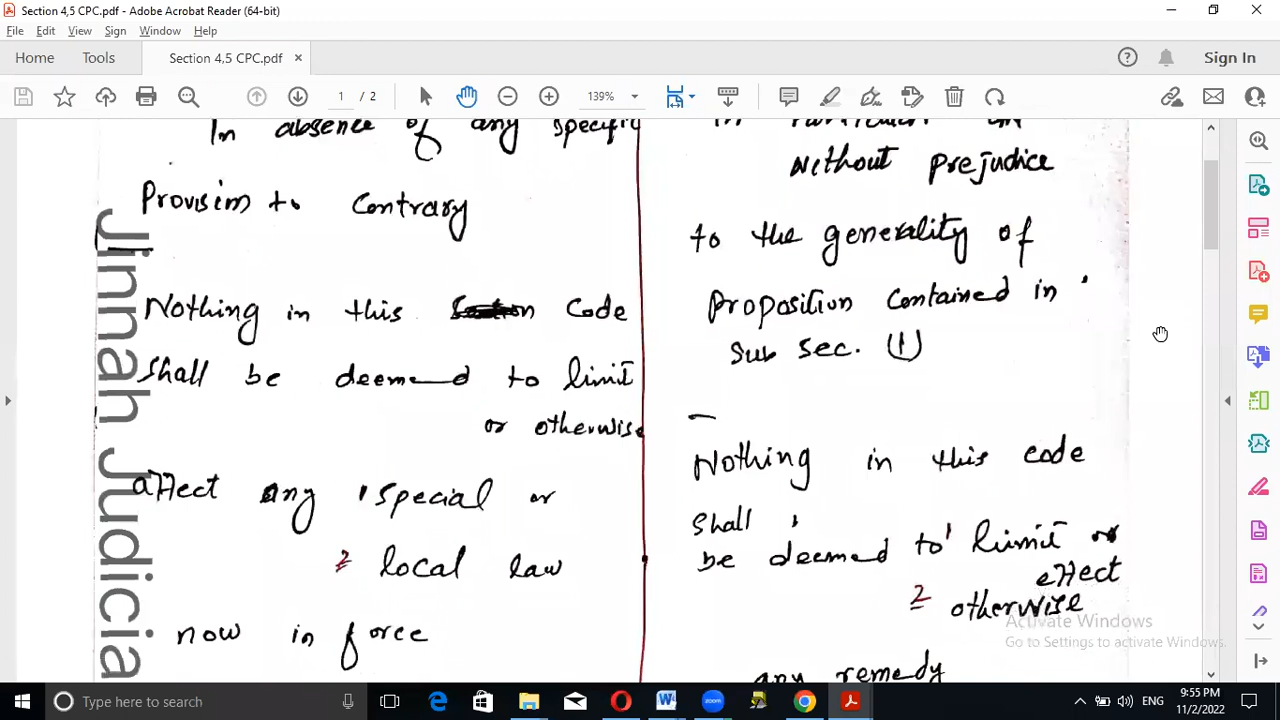 Section 4,5 CPC.pdf - Adobe Acrobat Reader (64-bit)
File Edit View Sign Window Help
Home Tools Section 4,5 CPC.pdf × Sign In
1 / 2 139%
In absence of any specific
Provision to Contrary
Nothing in this Code
Shall be deemed to limit
or otherwise
affect any 1 special or
2 local law
now in force
without prejudice
to the generality of
Proposition Contained in
Sub sec. (1)
Nothing in this code
Shall
be deemed to 1 limit or
effect
2 otherwise
any remedy
Jinnah Judicia
Activate Windows
Go to Settings to activate Windows.
Type here to search
ENG
9:55 PM
11/2/2022